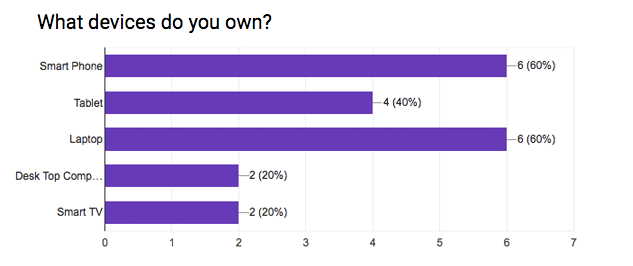 What devices do you own?
Smart Phone 6 (60%)
Tablet 4 (40%)
Laptop 6 (60%)
Desk Top Comp... 2 (20%)
Smart TV 2 (20%)
0 1 2 3 4 5 6 7